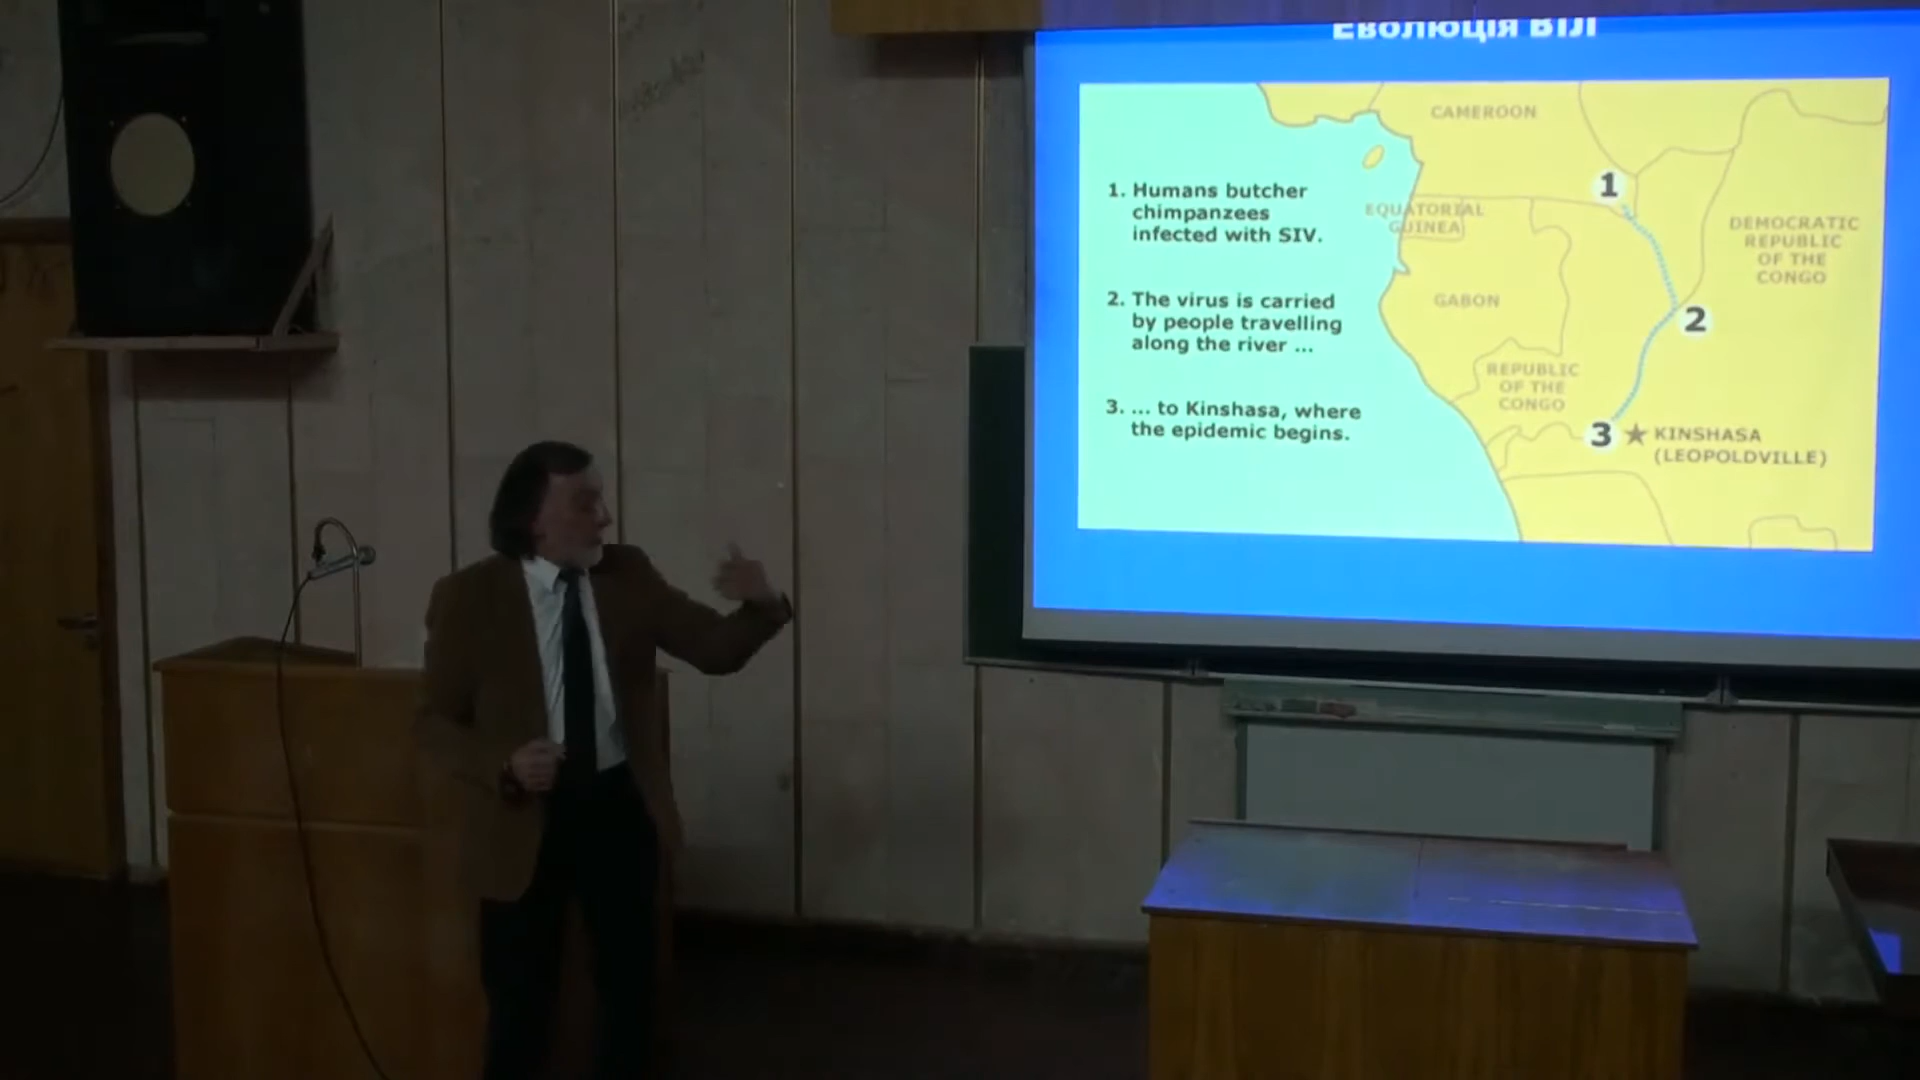 Еволюція ВІЛ
CAMEROON
1. Humans butcher
chimpanzees
infected with SIV.
1
EQUATORIAL
GUINEA
DEMOCRATIC
REPUBLIC
OF THE
CONGO
2. The virus is carried
by people travelling
along the river ...
GABON
2
REPUBLIC
OF THE
CONGO
3. ... to Kinshasa, where
the epidemic begins.
3 ★ KINSHASA
(LEOPOLDVILLE)